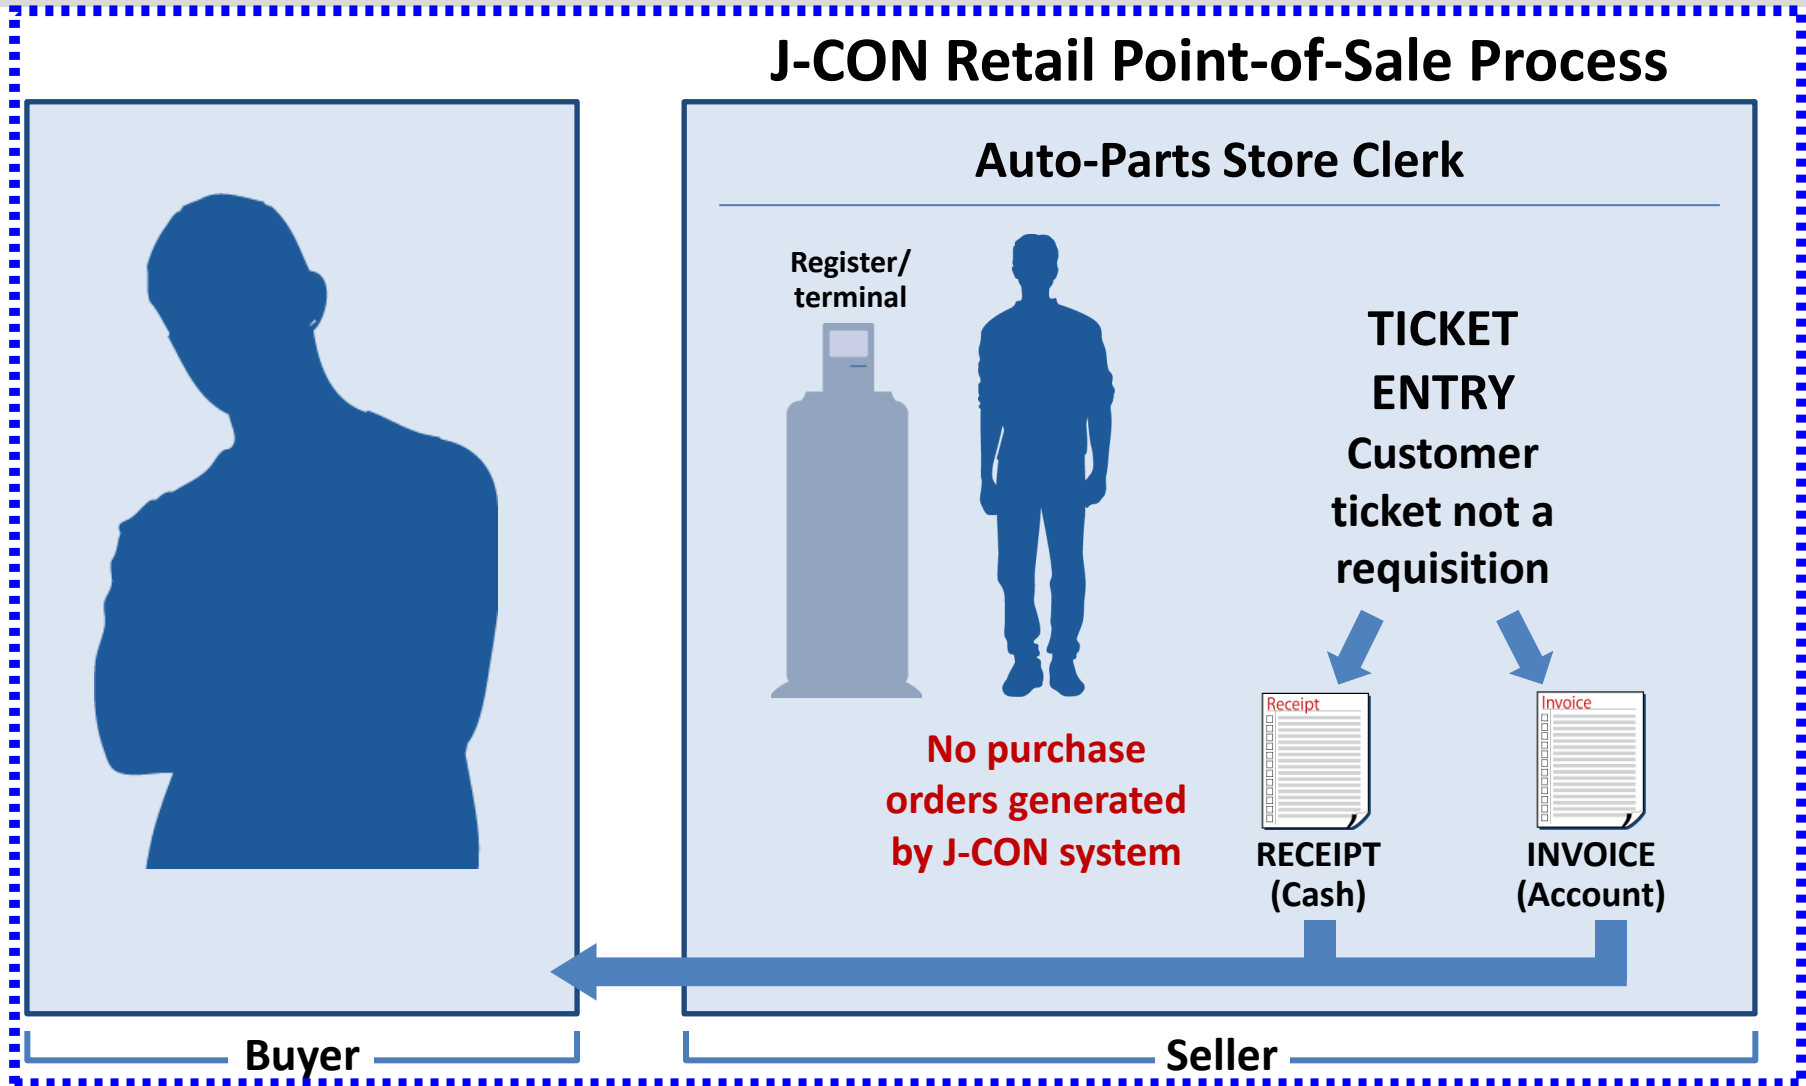 J-CON Retail Point-of-Sale Process
Auto-Parts Store Clerk
Register/
terminal
TICKET
ENTRY
Customer
ticket not a
requisition
No purchase
orders generated
by J-CON system
Receipt
RECEIPT
(Cash)
Invoice
INVOICE
(Account)
Buyer
Seller